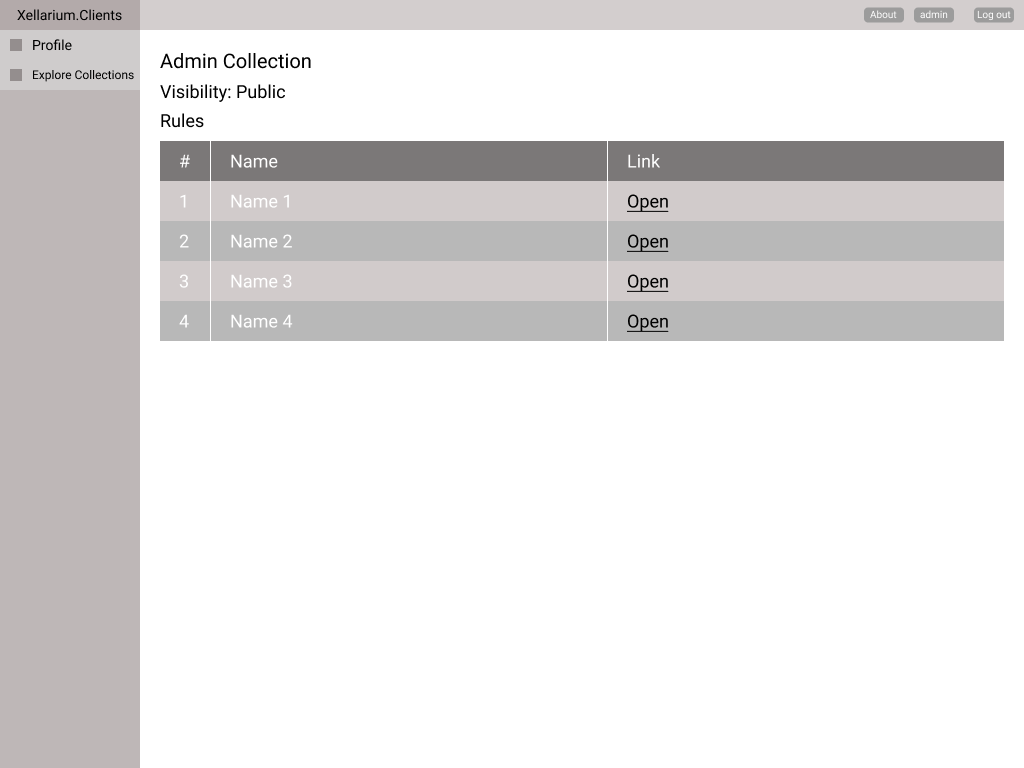 Xellarium.Clients
About admin Log out
Profile
Explore Collections
Admin Collection
Visibility: Public
Rules
# Name Link
1 Name 1 Open
2 Name 2 Open
3 Name 3 Open
4 Name 4 Open